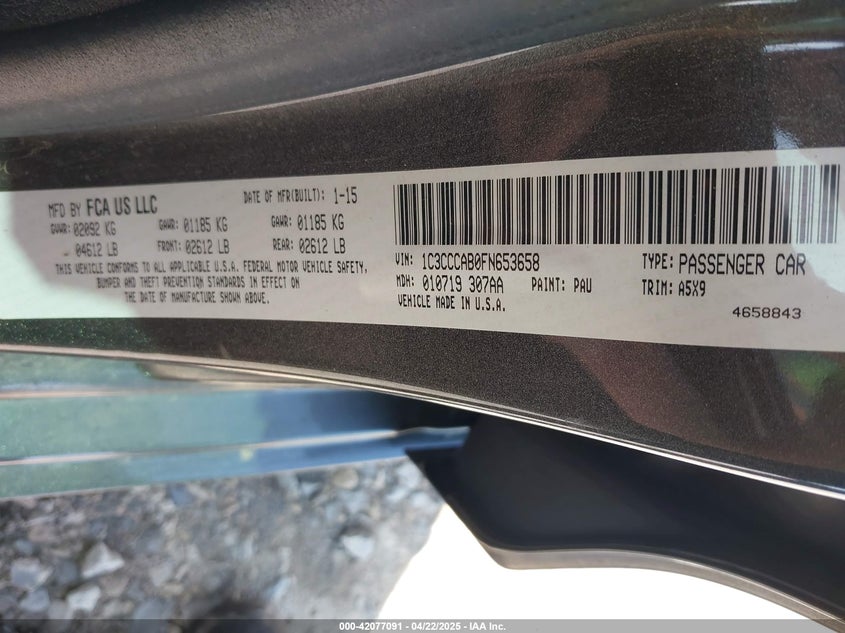 MFD BY FCA US LLC DATE OF MFR(BUILT): 1-15
GVWR: 02092 KG GAWR: 01185 KG GAWR: 01185 KG
04612 LB FRONT: 02612 LB REAR: 02612 LB
THIS VEHICLE CONFORMS TO ALL APPLICABLE U.S.A. FEDERAL MOTOR VEHICLE SAFETY,
BUMPER AND THEFT PREVENTION STANDARDS IN EFFECT ON
THE DATE OF MANUFACTURE SHOWN ABOVE.
VIN: 1C3CCCAB0FN653658 TYPE: PASSENGER CAR
MDH: 010719 307AA PAINT: PAU TRIM: A5X9
VEHICLE MADE IN U.S.A.
4658843
000-42077091 - 04/22/2025 - IAA Inc.